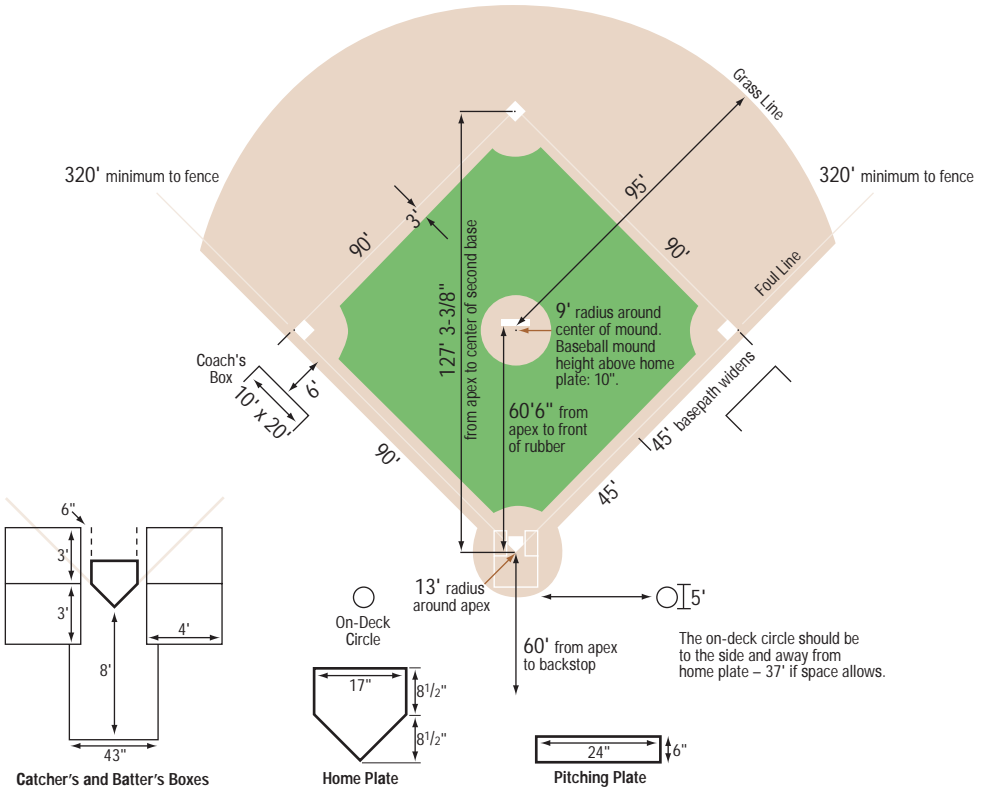 Grass Line
320' minimum to fence
320' minimum to fence
95'
3'
90'
90'
Foul Line
127' 3-3/8"
from apex to center of second base
9' radius around
center of mound.
Baseball mound
height above home
plate: 10".
Coach's
Box
10' x 20'
6'
60'6" from
apex to front
of rubber
45' basepath widens
90'
45'
6"
3'
3'
4'
8'
43"
Catcher's and Batter's Boxes
13' radius
around apex
On-Deck
Circle
5'
60' from apex
to backstop
The on-deck circle should be
to the side and away from
home plate – 37' if space allows.
17"
8 1/2"
8 1/2"
Home Plate
24"
6"
Pitching Plate